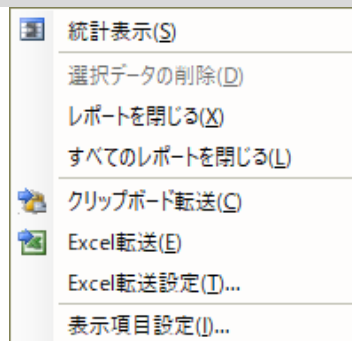 統計表示(S)
選択データの削除(D)
レポートを閉じる(X)
すべてのレポートを閉じる(L)
クリップボード転送(C)
Excel転送(E)
Excel転送設定(T)...
表示項目設定(I)...